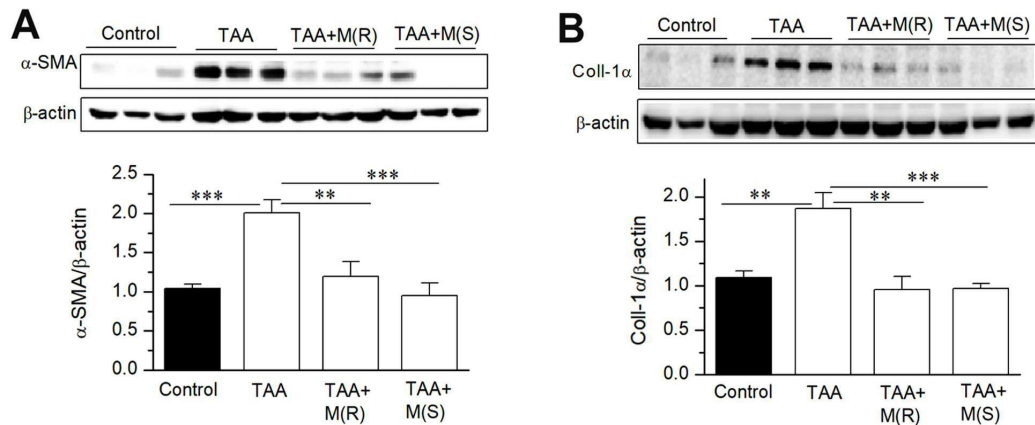 A
Control TAA TAA+M(R) TAA+M(S)
α-SMA
β-actin
2.5
2.0
1.5
1.0
0.5
0.0
α-SMA/β-actin
*** ** ***
Control TAA TAA+ TAA+
M(R) M(S)
B
Control TAA TAA+M(R) TAA+M(S)
Coll-1α
β-actin
2.0
1.5
1.0
0.5
0.0
Coll-1α/β-actin
** ** ***
Control TAA TAA+ TAA+
M(R) M(S)